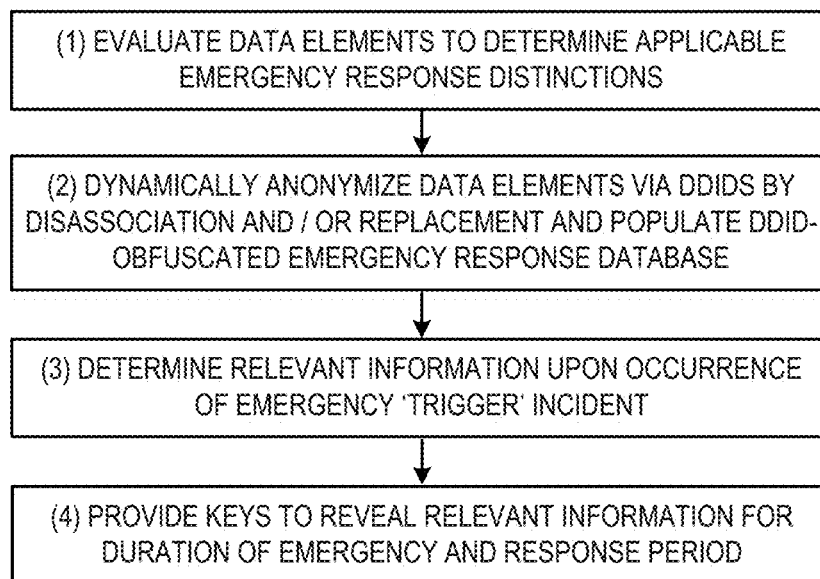 (1) EVALUATE DATA ELEMENTS TO DETERMINE APPLICABLE
EMERGENCY RESPONSE DISTINCTIONS
(2) DYNAMICALLY ANONYMIZE DATA ELEMENTS VIA DDIDS BY
DISASSOCIATION AND / OR REPLACEMENT AND POPULATE DDID-
OBFUSCATED EMERGENCY RESPONSE DATABASE
(3) DETERMINE RELEVANT INFORMATION UPON OCCURRENCE
OF EMERGENCY ‘TRIGGER’ INCIDENT
(4) PROVIDE KEYS TO REVEAL RELEVANT INFORMATION FOR
DURATION OF EMERGENCY AND RESPONSE PERIOD